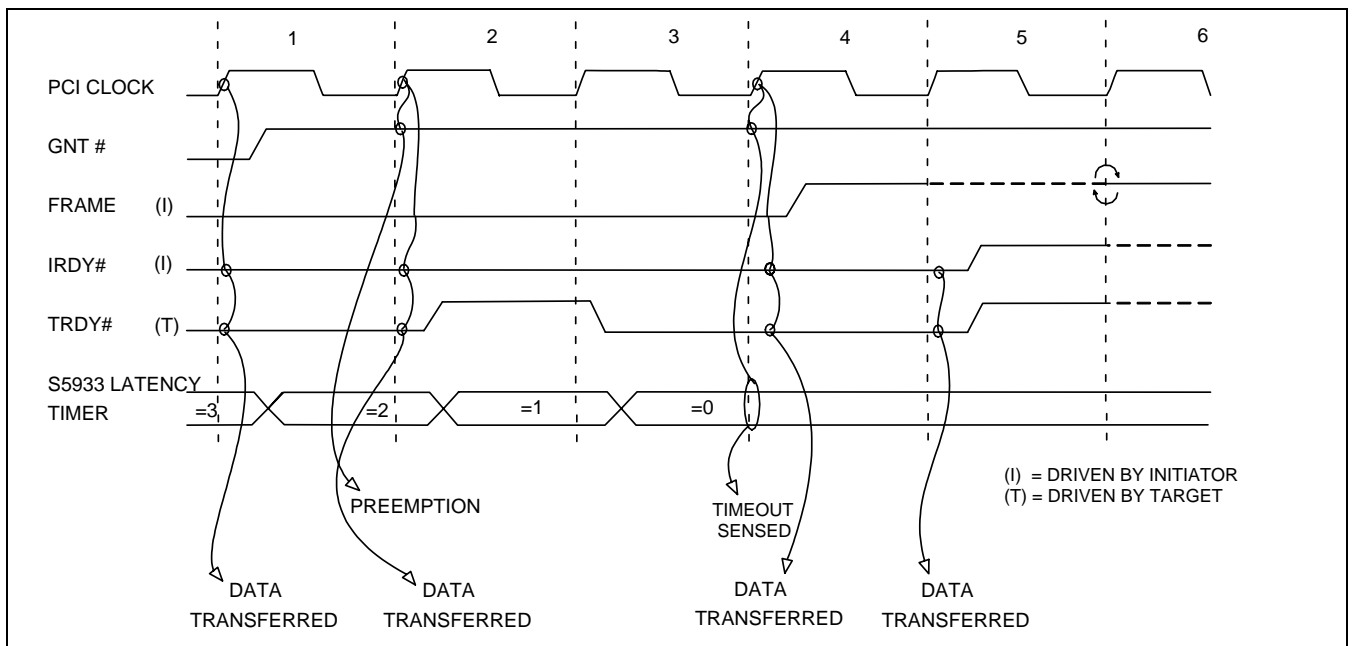 1 2 3 4 5 6
PCI CLOCK
GNT #
FRAME (I)
IRDY# (I)
TRDY# (T)
S5933 LATENCY
TIMER =3 =2 =1 =0
(I) = DRIVEN BY INITIATOR
(T) = DRIVEN BY TARGET
PREEMPTION
TIMEOUT
SENSED
DATA
TRANSFERRED
DATA
TRANSFERRED
DATA
TRANSFERRED
DATA
TRANSFERRED